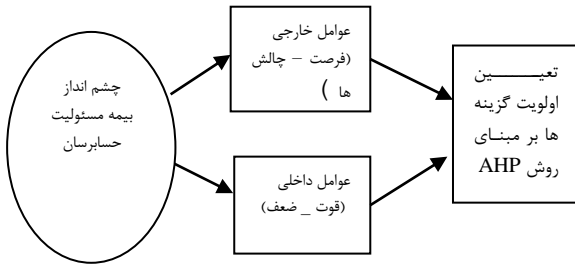 چشم انداز
بیمه مسئولیت
حسابرسان
عوامل خارجی
(فرصت – چالش
ها )
عوامل داخلی
(قوت _ ضعف)
تعیـــــــین
اولویت گزینه
ها بر مبنـای
روش AHP